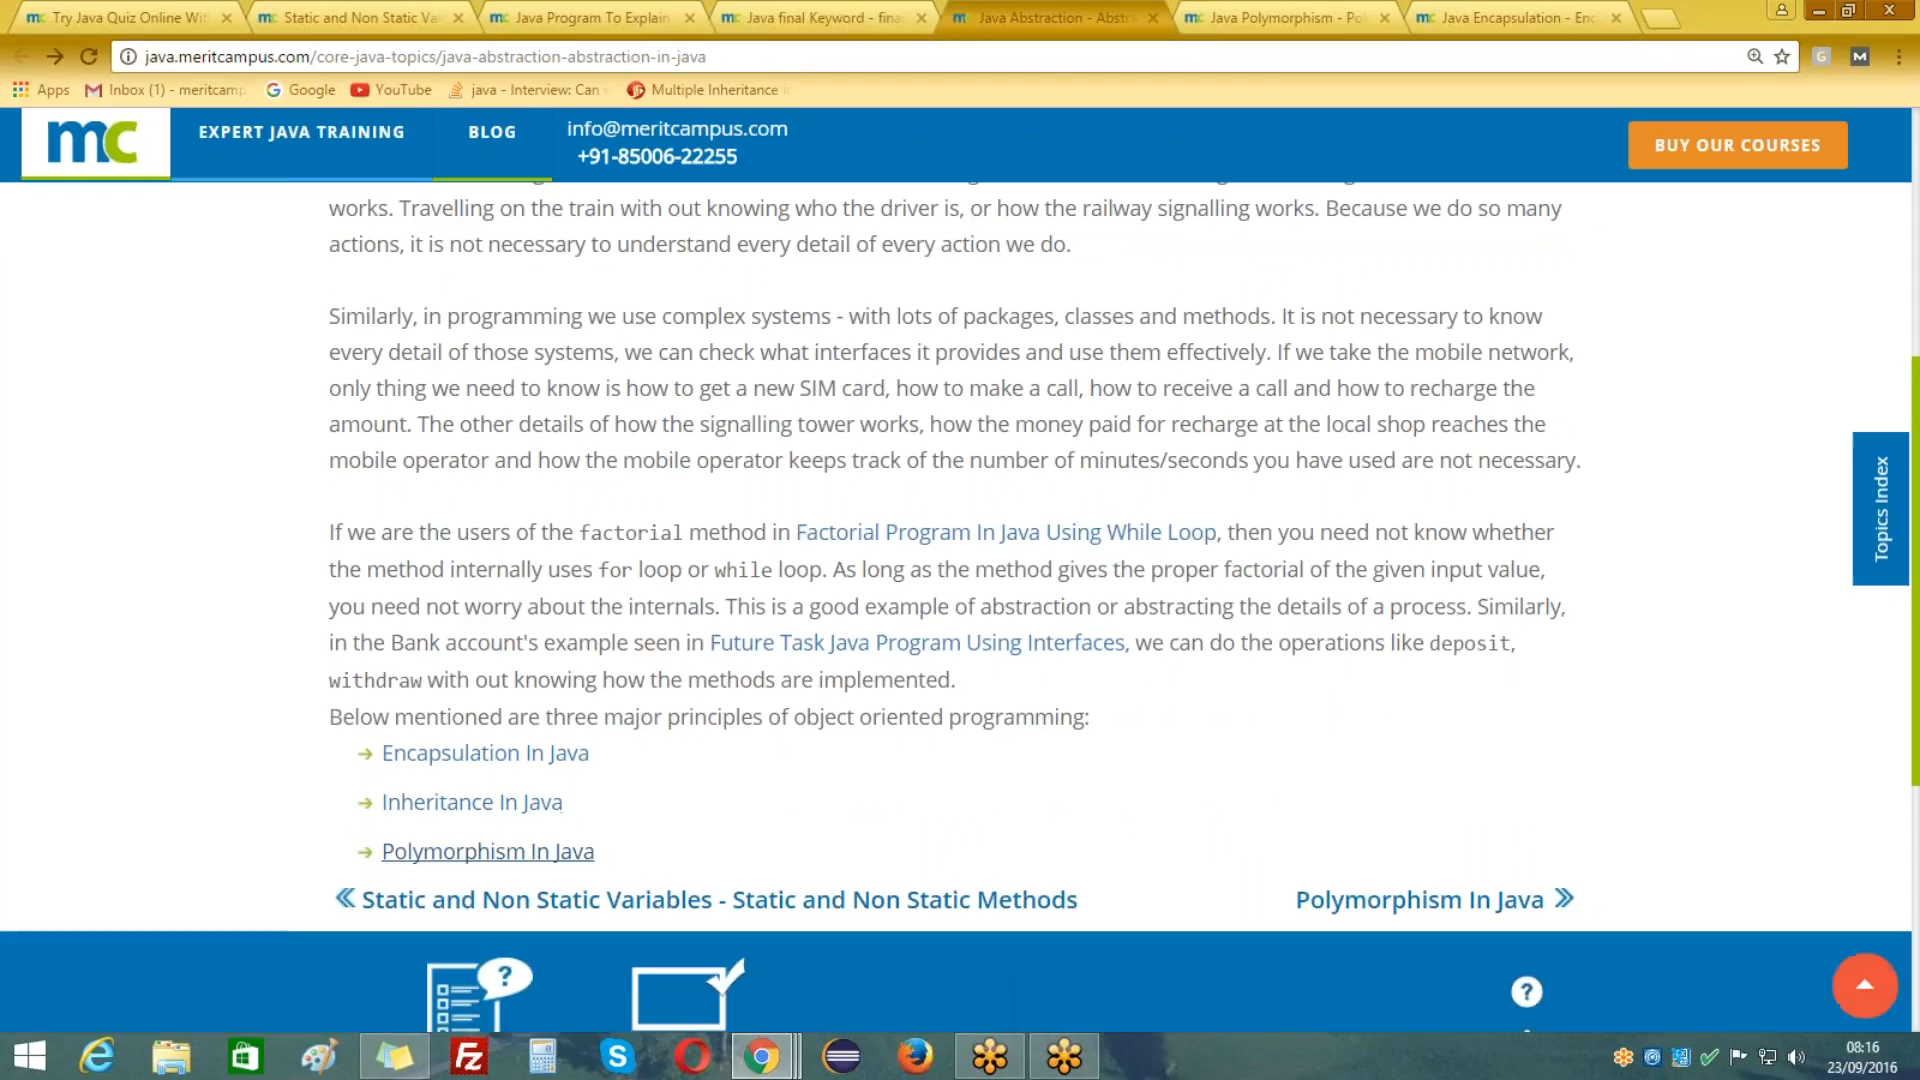 Try Java Quiz Online Wit
Static and Non Static Va
Java Program To Explain
Java final Keyword - fina
Java Abstraction - Abstra
Java Polymorphism - Pol
Java Encapsulation - Enc
java.meritcampus.com/core-java-topics/java-abstraction-abstraction-in-java
Apps
Inbox (1) - meritcamp
Google
YouTube
java - Interview: Can
Multiple Inheritance i
mc
EXPERT JAVA TRAINING
BLOG
info@meritcampus.com
+91-85006-22255
BUY OUR COURSES
works. Travelling on the train with out knowing who the driver is, or how the railway signalling works. Because we do so many
actions, it is not necessary to understand every detail of every action we do.
Similarly, in programming we use complex systems - with lots of packages, classes and methods. It is not necessary to know
every detail of those systems, we can check what interfaces it provides and use them effectively. If we take the mobile network,
only thing we need to know is how to get a new SIM card, how to make a call, how to receive a call and how to recharge the
amount. The other details of how the signalling tower works, how the money paid for recharge at the local shop reaches the
mobile operator and how the mobile operator keeps track of the number of minutes/seconds you have used are not necessary.
If we are the users of the factorial method in Factorial Program In Java Using While Loop, then you need not know whether
the method internally uses for loop or while loop. As long as the method gives the proper factorial of the given input value,
you need not worry about the internals. This is a good example of abstraction or abstracting the details of a process. Similarly,
in the Bank account's example seen in Future Task Java Program Using Interfaces, we can do the operations like deposit,
withdraw with out knowing how the methods are implemented.
Below mentioned are three major principles of object oriented programming:
Encapsulation In Java
Inheritance In Java
Polymorphism In Java
Static and Non Static Variables - Static and Non Static Methods
Polymorphism In Java
Topics Index
08:16
23/09/2016